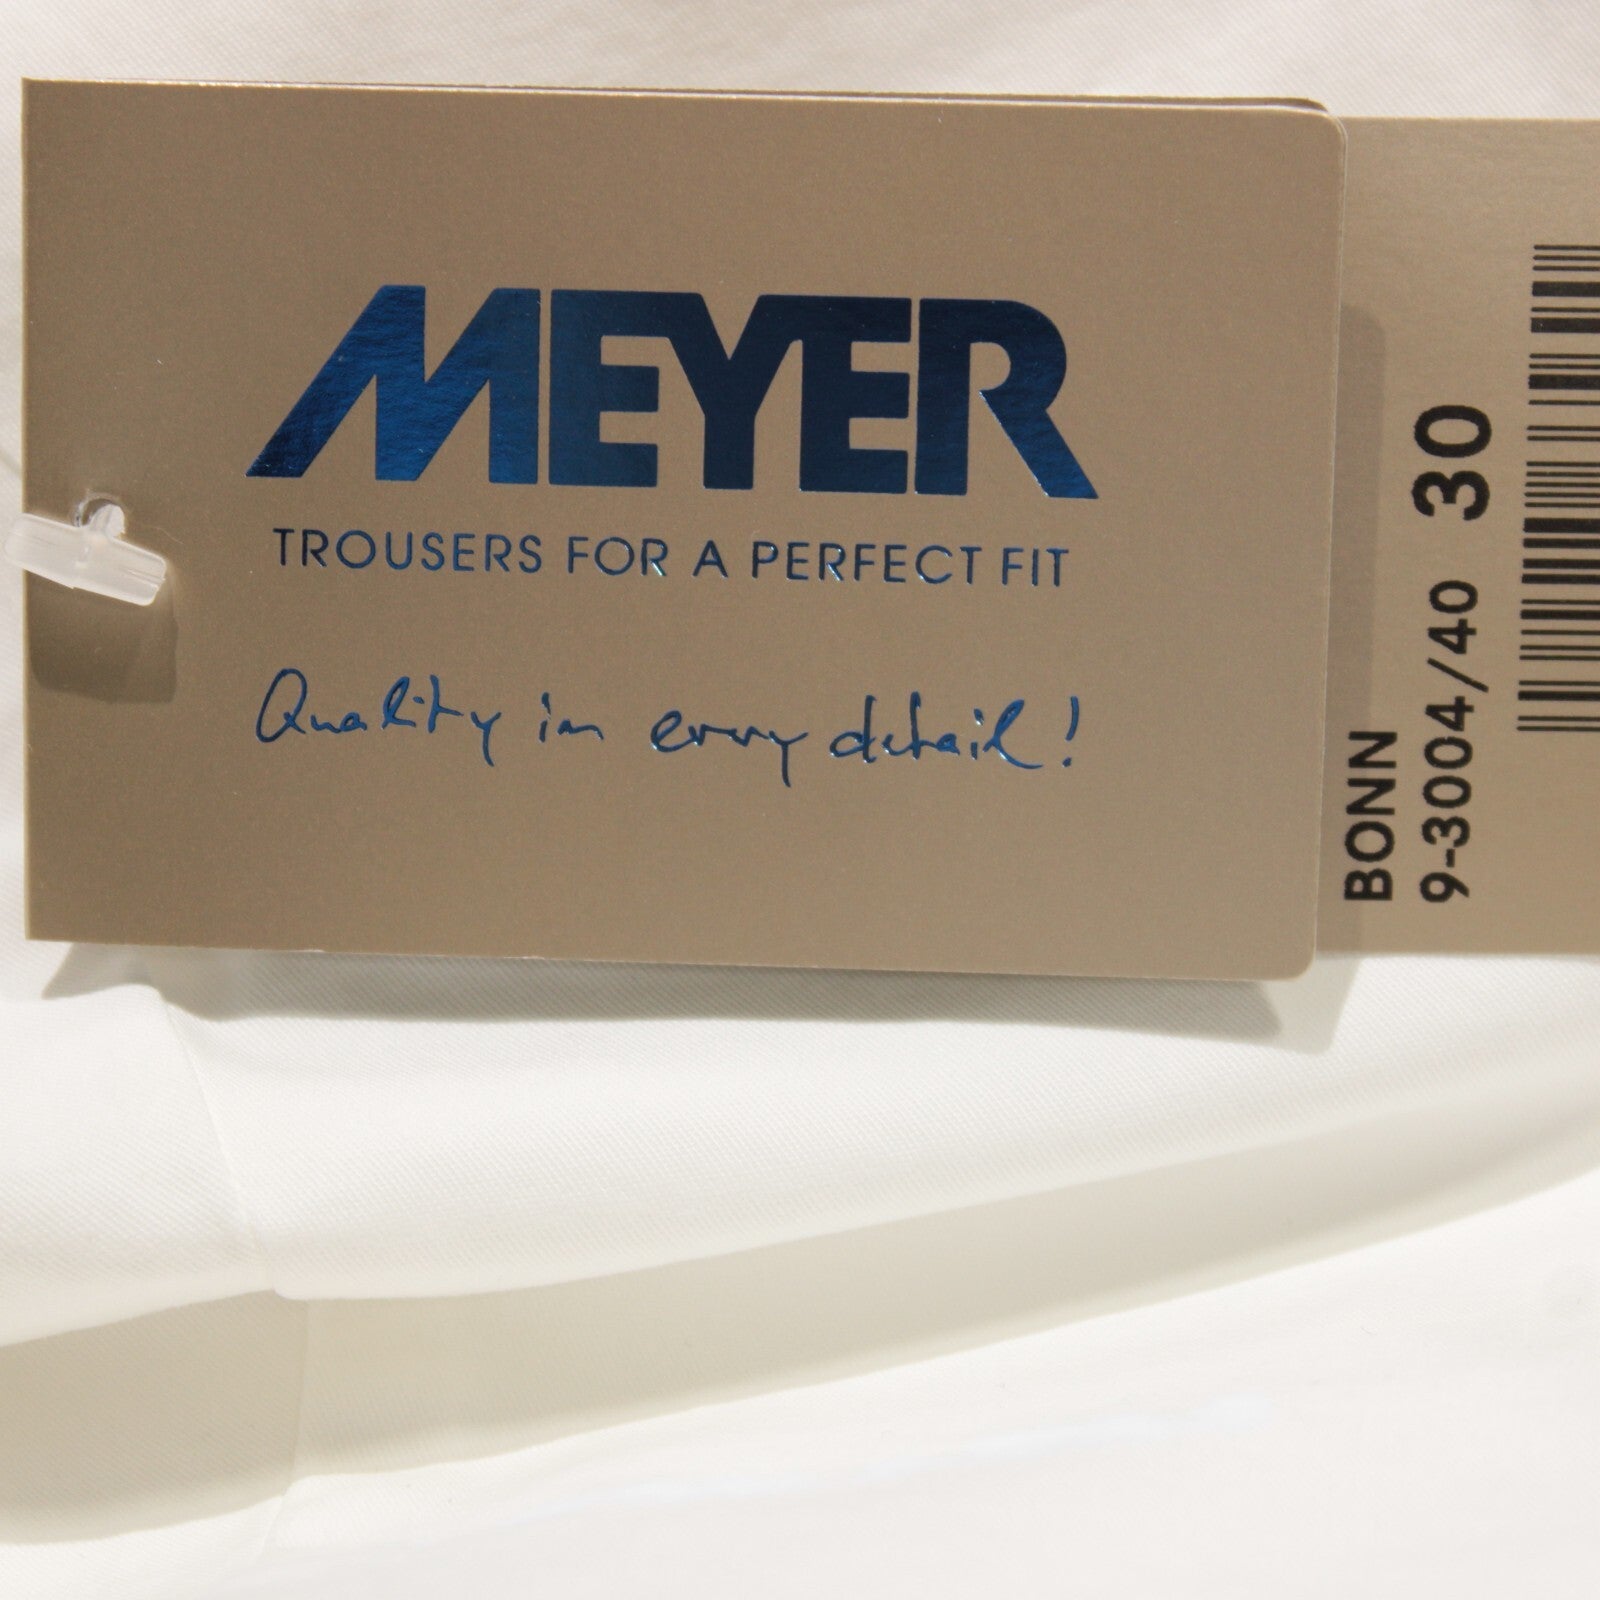 MEYER
TROUSERS FOR A PERFECT FIT
Quality in every detail!
BONN
9-3004/40 30